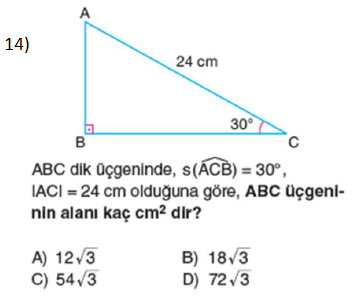 14)
A
24 cm
30°
B
C
ABC dik üçgeninde, s(ACB) = 30°,
IACI = 24 cm olduğuna göre, ABC üçgeni-
nin alanı kaç cm² dir?
A) 12√3
B) 18√3
C) 54√3
D) 72√3